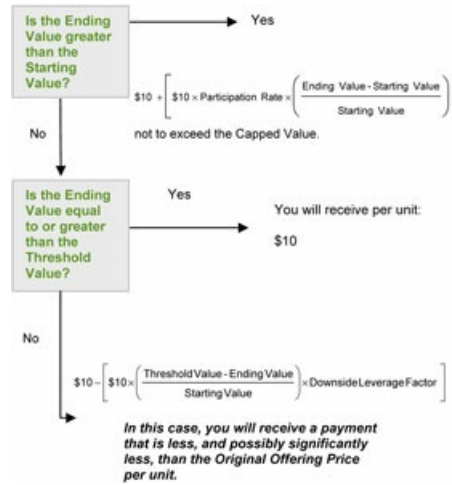 Is the Ending
Value greater
than the
Starting
Value?
Yes
$10 + [ $10 × Participation Rate × ( Ending Value - Starting Value / Starting Value ) ]
not to exceed the Capped Value.
No
Is the Ending
Value equal
to or greater
than the
Threshold
Value?
Yes
You will receive per unit:
$10
No
$10 – [ $10 × ( Threshold Value - Ending Value / Starting Value ) × Downside Leverage Factor ]
In this case, you will receive a payment
that is less, and possibly significantly
less, than the Original Offering Price
per unit.